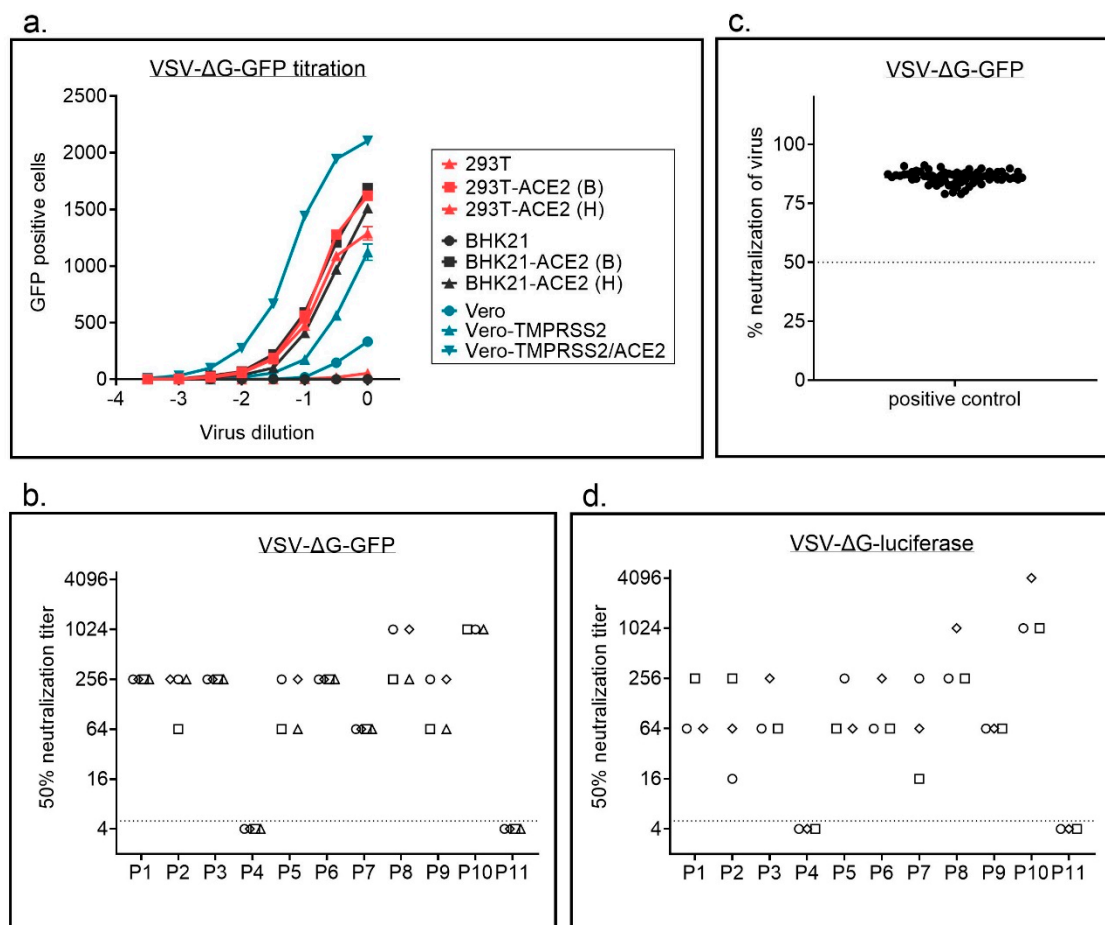 a.
VSV-ΔG-GFP titration
GFP positive cells
2500
2000
1500
1000
500
0
-4
-3
-2
-1
0
Virus dilution
293T
293T-ACE2 (B)
293T-ACE2 (H)
BHK21
BHK21-ACE2 (B)
BHK21-ACE2 (H)
Vero
Vero-TMPRSS2
Vero-TMPRSS2/ACE2
c.
VSV-ΔG-GFP
% neutralization of virus
100
75
50
25
0
positive control
b.
VSV-ΔG-GFP
50% neutralization titer
4096
1024
256
64
16
4
P1 P2 P3 P4 P5 P6 P7 P8 P9 P10 P11
d.
VSV-ΔG-luciferase
50% neutralization titer
4096
1024
256
64
16
4
P1 P2 P3 P4 P5 P6 P7 P8 P9 P10 P11